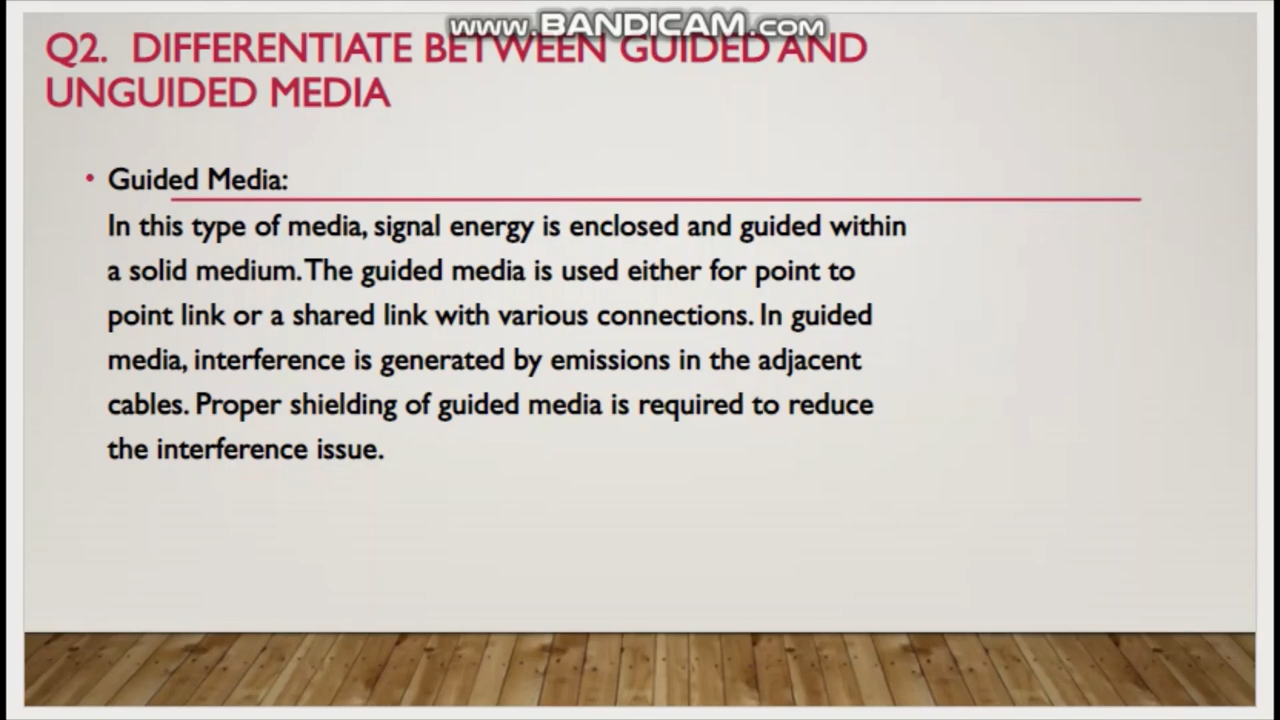 www.BANDICAM.com
Q2. DIFFERENTIATE BETWEEN GUIDED AND
UNGUIDED MEDIA
• Guided Media:
In this type of media, signal energy is enclosed and guided within
a solid medium. The guided media is used either for point to
point link or a shared link with various connections. In guided
media, interference is generated by emissions in the adjacent
cables. Proper shielding of guided media is required to reduce
the interference issue.